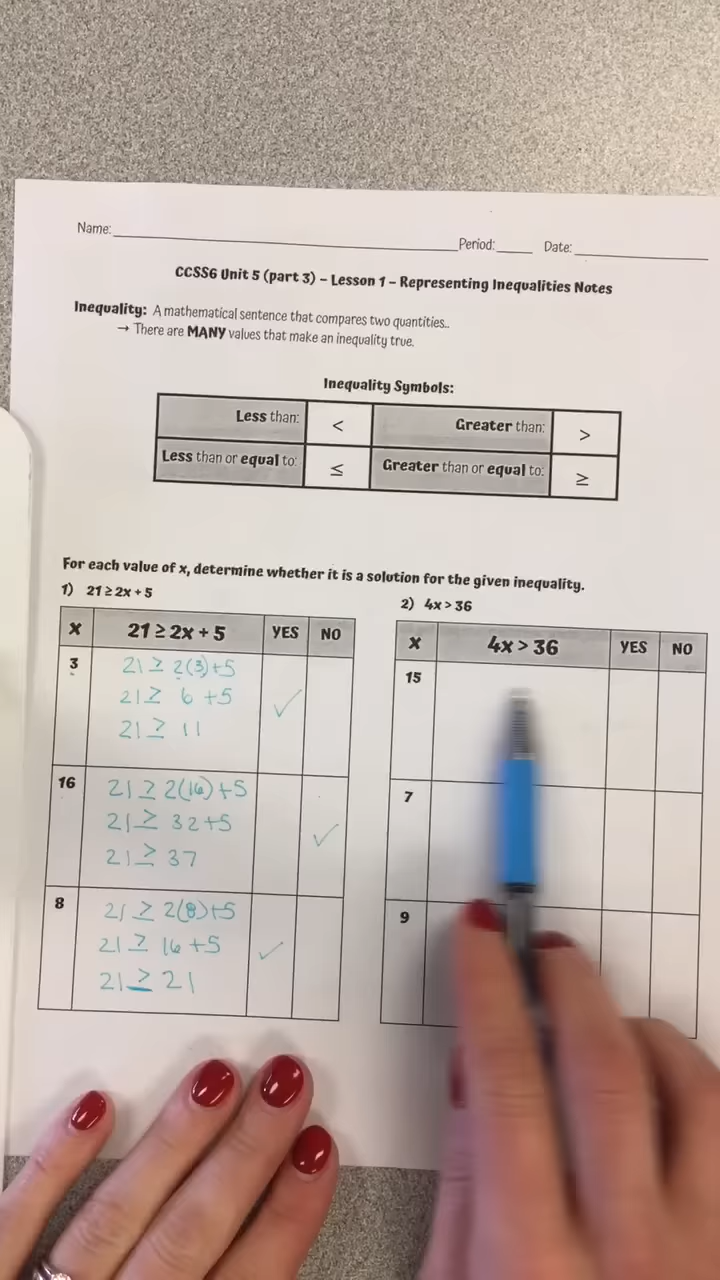 Name:
Period: Date:
CCSS6 Unit 5 (part 3) – Lesson 1 – Representing Inequalities Notes
Inequality: A mathematical sentence that compares two quantities..
→ There are MANY values that make an inequality true.
Inequality Symbols:
Less than: < Greater than: >
Less than or equal to: ≤ Greater than or equal to: ≥
For each value of x, determine whether it is a solution for the given inequality.
1) 21 ≥ 2x + 5
x 21 ≥ 2x + 5 YES NO
3 21 ≥ 2(3)+5 ✓
21 ≥ 6 +5
21 ≥ 11
16 21 ≥ 2(16)+5 ✓
21 ≥ 32+5
21 ≥ 37
8 21 ≥ 2(8)+5 ✓
21 ≥ 16 +5
21 ≥ 21
2) 4x > 36
x 4x > 36 YES NO
15
7
9